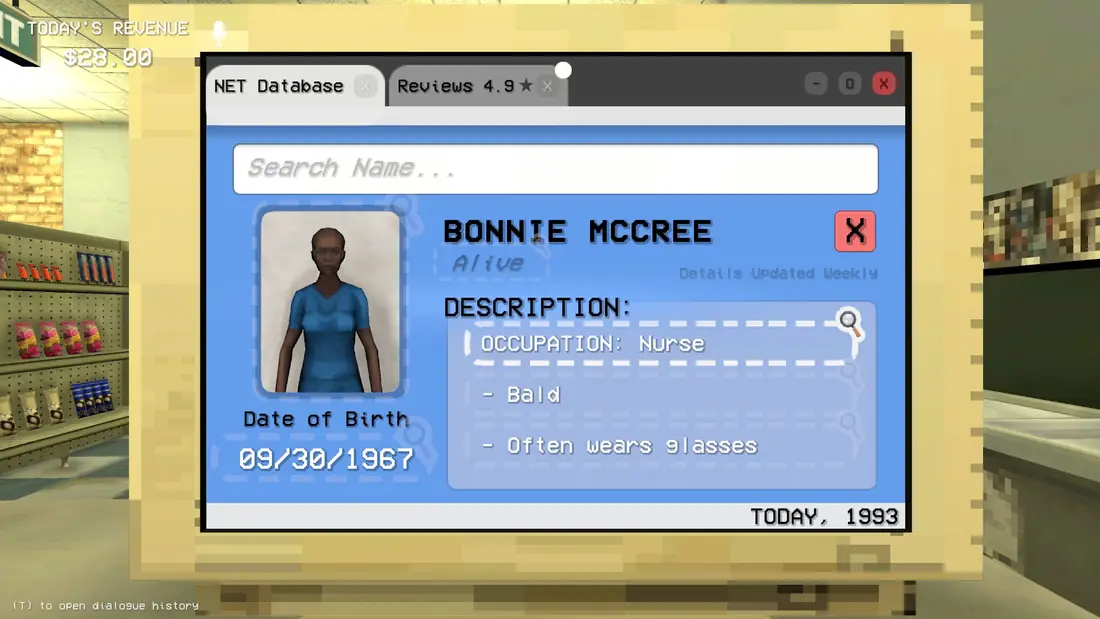 TODAY'S REVENUE
$28.00
NET Database X
Reviews 4.9 ★ X
Search Name...
BONNIE MCCREE
X
Alive
Details Updated Weekly
DESCRIPTION:
OCCUPATION: Nurse
- Bald
- Often wears glasses
Date of Birth
09/30/1967
TODAY, 1993
(T) to open dialogue history